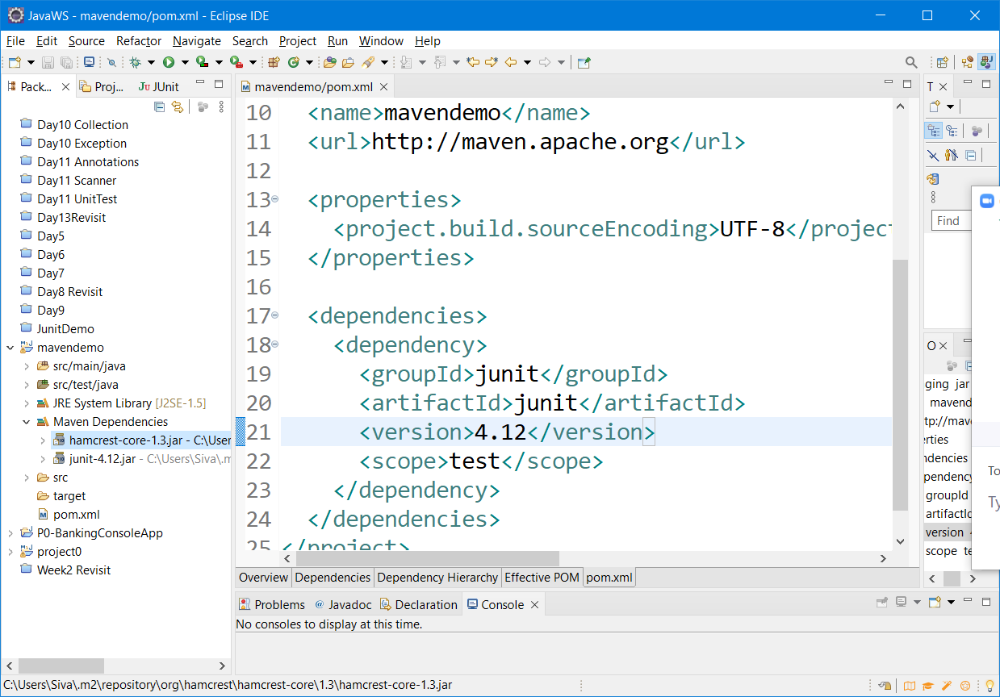 JavaWS - mavendemo/pom.xml - Eclipse IDE
File Edit Source Refactor Navigate Search Project Run Window Help
Pack... Proj... JUnit
mavendemo/pom.xml
T
Day10 Collection
Day10 Exception
Day11 Annotations
Day11 Scanner
Day11 UnitTest
Day13Revisit
Day5
Day6
Day7
Day8 Revisit
Day9
JunitDemo
mavendemo
src/main/java
src/test/java
JRE System Library [J2SE-1.5]
Maven Dependencies
hamcrest-core-1.3.jar - C:\User
junit-4.12.jar - C:\Users\Siva\.m
src
target
pom.xml
P0-BankingConsoleApp
project0
Week2 Revisit
10 <name>mavendemo</name>
11 <url>http://maven.apache.org</url>
12
13 <properties>
14 <project.build.sourceEncoding>UTF-8</project
15 </properties>
16
17 <dependencies>
18 <dependency>
19 <groupId>junit</groupId>
20 <artifactId>junit</artifactId>
21 <version>4.12</version>
22 <scope>test</scope>
23 </dependency>
24 </dependencies>
25 </project>
Overview Dependencies Dependency Hierarchy Effective POM pom.xml
Find
O
ging jar
mavend
tp://mav
erties
ndencies
pendency
groupId
artifactId
version
scope te
To
Ty
Problems Javadoc Declaration Console
No consoles to display at this time.
C:\Users\Siva\.m2\repository\org\hamcrest\hamcrest-core\1.3\hamcrest-core-1.3.jar